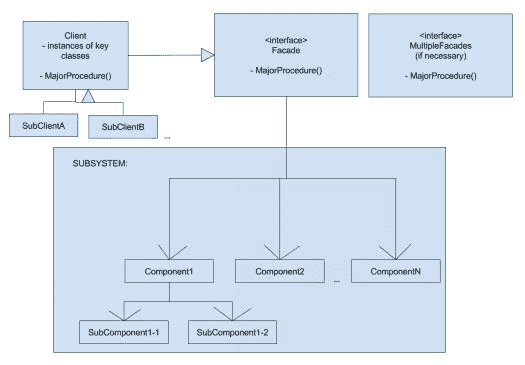 Client
- instances of key
classes
- MajorProcedure()
<interface>
Facade
- MajorProcedure()
<interface>
MultipleFacades
(if necessary)
- MajorProcedure()
SubClientA
SubClientB
...
SUBSYSTEM:
Component1
Component2
...
ComponentN
SubComponent1-1
SubComponent1-2